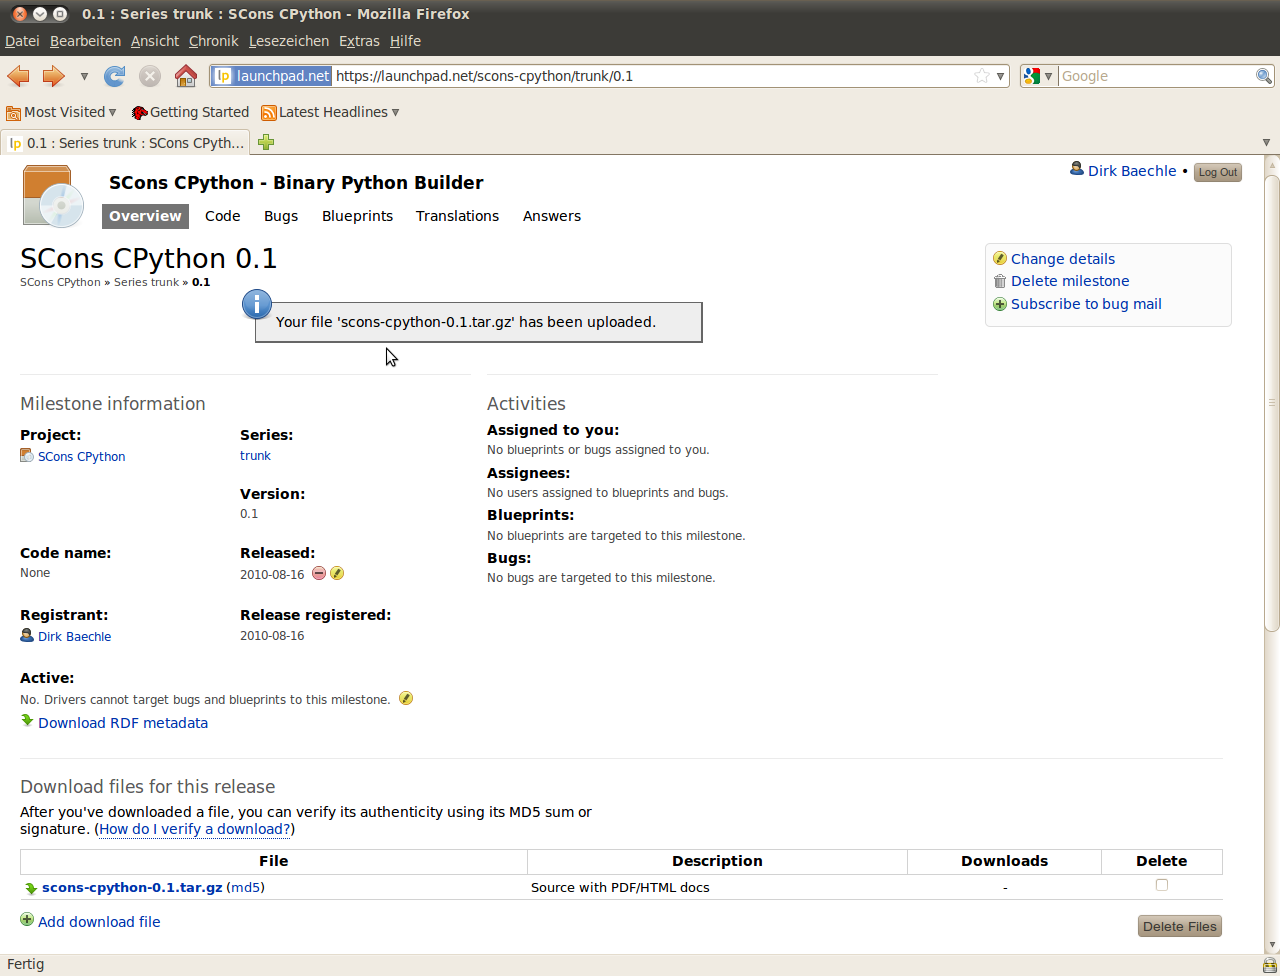 0.1 : Series trunk : SCons CPython - Mozilla Firefox
Datei Bearbeiten Ansicht Chronik Lesezeichen Extras Hilfe
lp launchpad.net https://launchpad.net/scons-cpython/trunk/0.1 Google
Most Visited Getting Started Latest Headlines
lp 0.1 : Series trunk : SCons CPyth...
Dirk Baechle • Log Out
SCons CPython - Binary Python Builder
Overview Code Bugs Blueprints Translations Answers
SCons CPython 0.1
SCons CPython » Series trunk » 0.1
Change details
Delete milestone
Subscribe to bug mail
Your file 'scons-cpython-0.1.tar.gz' has been uploaded.
Milestone information
Project:
SCons CPython
Series:
trunk
Version:
0.1
Code name:
None
Released:
2010-08-16
Registrant:
Dirk Baechle
Release registered:
2010-08-16
Active:
No. Drivers cannot target bugs and blueprints to this milestone.
Download RDF metadata
Activities
Assigned to you:
No blueprints or bugs assigned to you.
Assignees:
No users assigned to blueprints and bugs.
Blueprints:
No blueprints are targeted to this milestone.
Bugs:
No bugs are targeted to this milestone.
Download files for this release
After you've downloaded a file, you can verify its authenticity using its MD5 sum or
signature. (How do I verify a download?)
File Description Downloads Delete
scons-cpython-0.1.tar.gz (md5) Source with PDF/HTML docs -
Add download file
Delete Files
Fertig